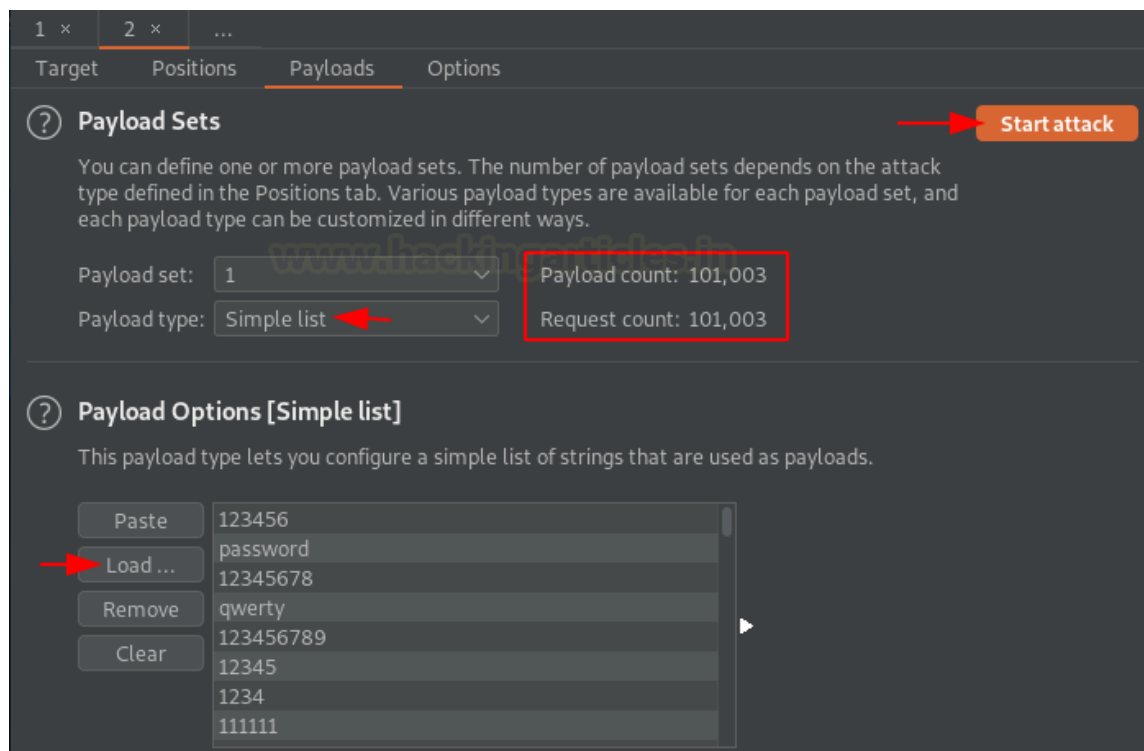 1 × 2 × ...
Target Positions Payloads Options
? Payload Sets
Start attack
You can define one or more payload sets. The number of payload sets depends on the attack
type defined in the Positions tab. Various payload types are available for each payload set, and
each payload type can be customized in different ways.
www.hackingarticles.in
Payload set: 1 Payload count: 101,003
Payload type: Simple list Request count: 101,003
? Payload Options [Simple list]
This payload type lets you configure a simple list of strings that are used as payloads.
Paste 123456
password
Load ...
12345678
Remove qwerty
123456789
Clear
12345
1234
111111